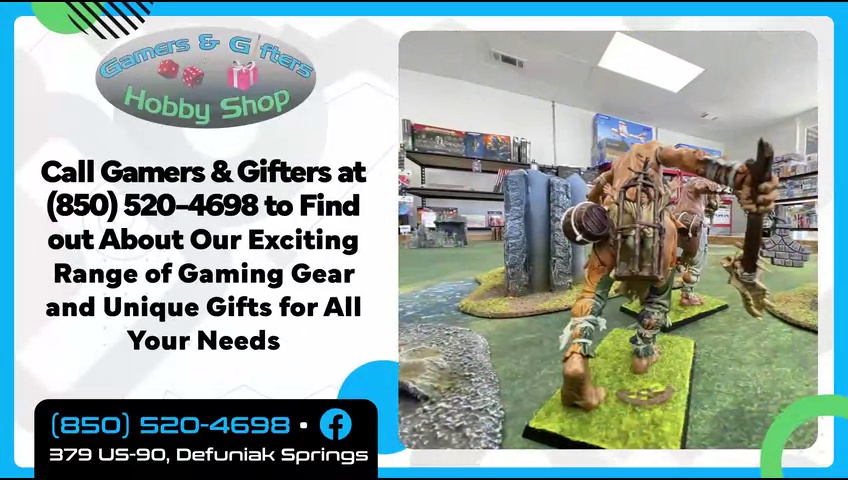 Gamers & Gifters
Hobby Shop
Call Gamers & Gifters at
(850) 520-4698 to Find
out About Our Exciting
Range of Gaming Gear
and Unique Gifts for All
Your Needs
(850) 520-4698 •
379 US-90, Defuniak Springs